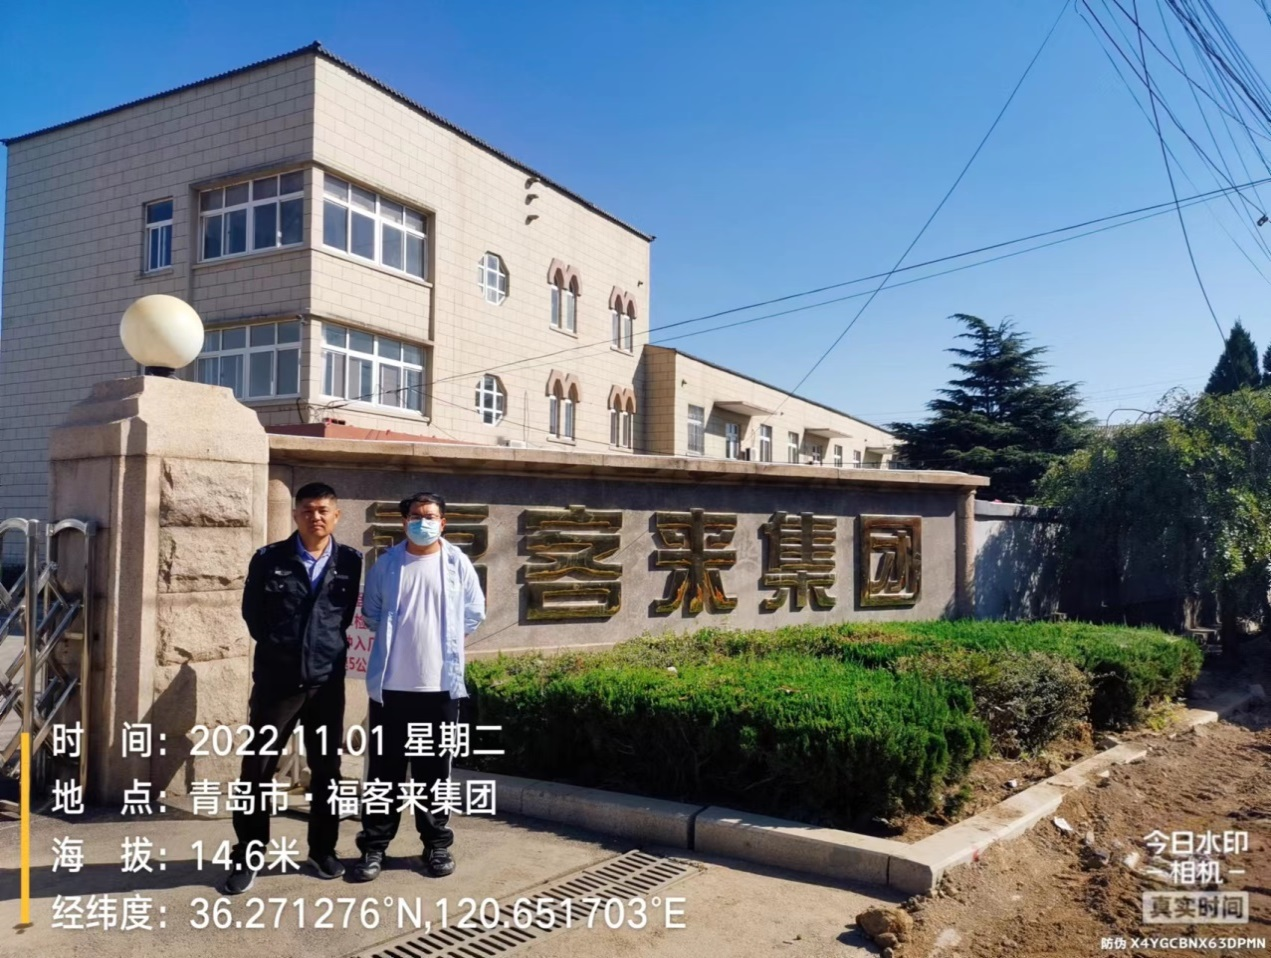 客来集团
时 间：2022.11.01 星期二
地 点：青岛市·福客来集团
海 拔：14.6米
经纬度：36.271276°N,120.651703°E
今日水印
相机
真实时间
防伪 X4YGCBNX63DPMN